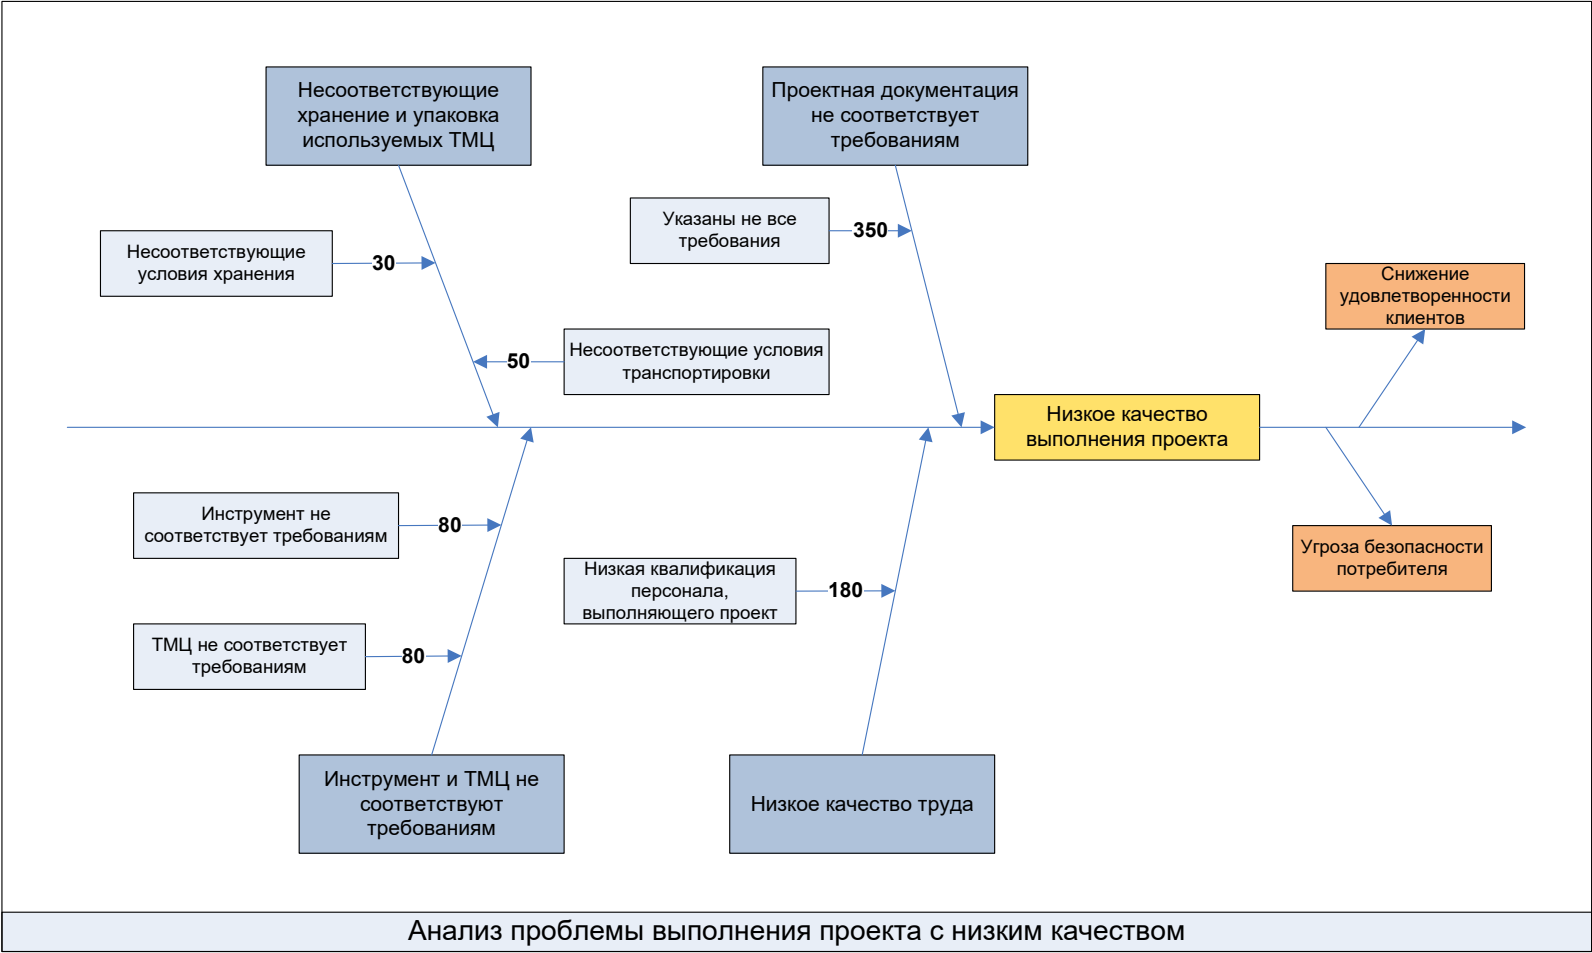 Несоответствующие
хранение и упаковка
используемых ТМЦ
Проектная документация
не соответствует
требованиям
Указаны не все
требования
350
Несоответствующие
условия хранения
30
Снижение
удовлетворенности
клиентов
50
Несоответствующие условия
транспортировки
Низкое качество
выполнения проекта
Инструмент не
соответствует требованиям
80
Угроза безопасности
потребителя
Низкая квалификация
персонала,
выполняющего проект
180
ТМЦ не соответствует
требованиям
80
Инструмент и ТМЦ не
соответствуют
требованиям
Низкое качество труда
Анализ проблемы выполнения проекта с низким качеством